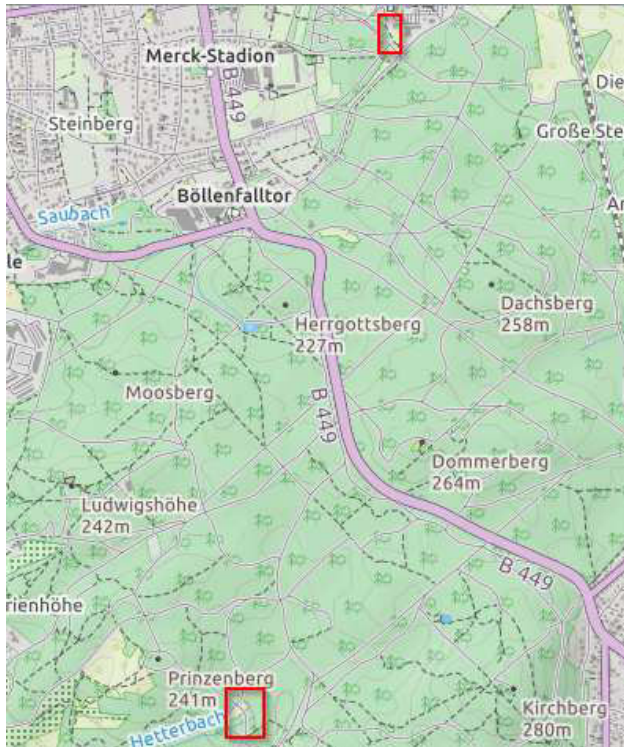 Merck-Stadion
B 449
Die
Steinberg
Große Ste
Böllenfalltor
Saubach
Ar
le
Dachsberg
258m
Herrgottsberg
227m
Moosberg
B 449
Dommerberg
264m
Ludwigshöhe
242m
B 449
rienhöhe
Prinzenberg
241m
Kirchberg
280m
Hetterbach